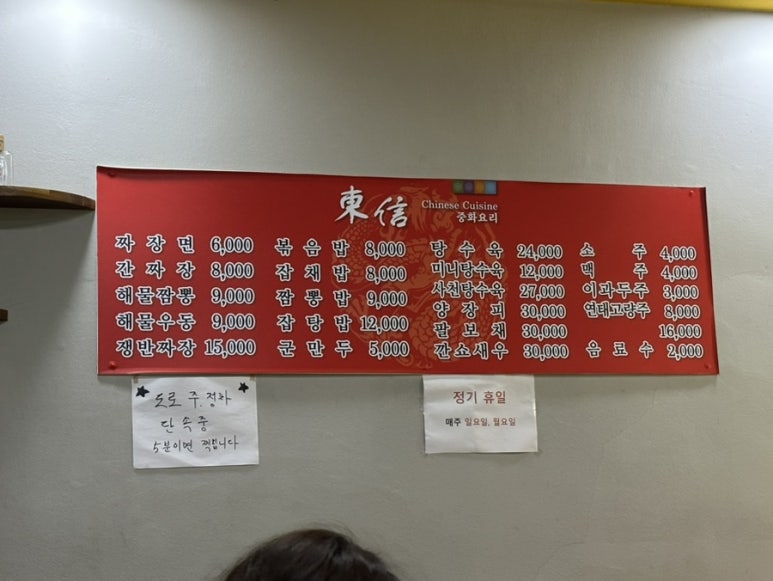 東信
Chinese Cuisine
중화요리
짜장면 6,000
간짜장 8,000
해물짬뽕 9,000
해물우동 9,000
쟁반짜장 15,000
볶음밥 8,000
잡채밥 8,000
짬뽕밥 9,000
잡탕밥 12,000
군만두 5,000
탕수육 24,000
미니탕수육 12,000
사천탕수육 27,000
양장피 30,000
팔보채 30,000
깐쇼새우 30,000
소주 4,000
맥주 4,000
이과두주 3,000
연태고량주 8,000
16,000
음료수 2,000
도로 주.정차
단속중
5분이면 찍힙니다
정기 휴일
매주 일요일, 월요일